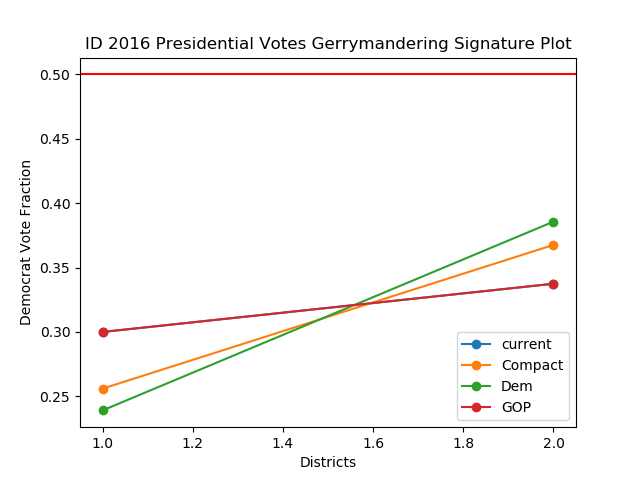 ID 2016 Presidential Votes Gerrymandering Signature Plot
0.50
0.45
0.40
0.35
0.30
0.25
Democrat Vote Fraction
current
Compact
Dem
GOP
1.0 1.2 1.4 1.6 1.8 2.0
Districts